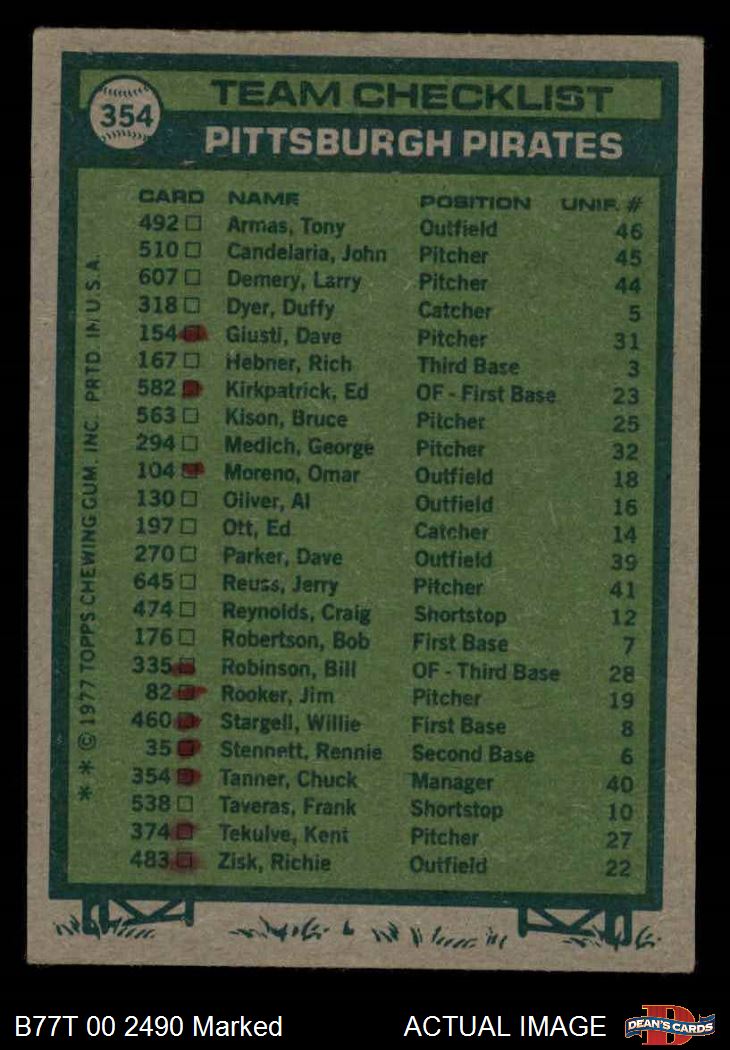 354
TEAM CHECKLIST
PITTSBURGH PIRATES
CARD NAME POSITION UNIF. #
492 Armas, Tony Outfield 46
510 Candelaria, John Pitcher 45
607 Demery, Larry Pitcher 44
318 Dyer, Duffy Catcher 5
154 Giusti, Dave Pitcher 31
167 Hebner, Rich Third Base 3
582 Kirkpatrick, Ed OF - First Base 23
563 Kison, Bruce Pitcher 25
294 Medich, George Pitcher 32
104 Moreno, Omar Outfield 18
130 Oliver, Al Outfield 16
197 Ott, Ed Catcher 14
270 Parker, Dave Outfield 39
645 Reuss, Jerry Pitcher 41
474 Reynolds, Craig Shortstop 12
176 Robertson, Bob First Base 7
335 Robinson, Bill OF - Third Base 28
82 Rooker, Jim Pitcher 19
460 Stargell, Willie First Base 8
35 Stennett, Rennie Second Base 6
354 Tanner, Chuck Manager 40
538 Taveras, Frank Shortstop 10
374 Tekulve, Kent Pitcher 27
483 Zisk, Richie Outfield 22
* * © 1977 TOPPS CHEWING GUM, INC. PRTD. IN U.S.A.
B77T 00 2490 Marked ACTUAL IMAGE
DEAN'S CARDS